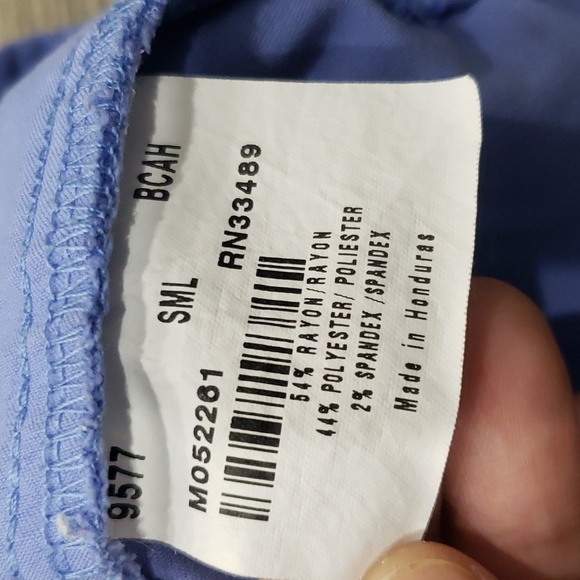 9577 SML BCAH
M052261 RN33489
54% RAYON/RAYON
44% POLYESTER/ POLIESTER
2% SPANDEX /SPANDEX
Made in Honduras